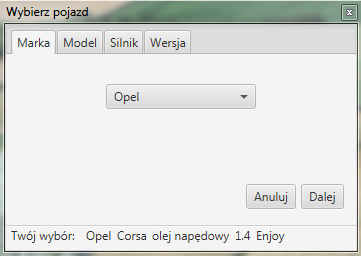 Wybierz pojazd x
Marka Model Silnik Wersja
Opel
Anuluj Dalej
Twój wybór: Opel Corsa olej napędowy 1.4 Enjoy